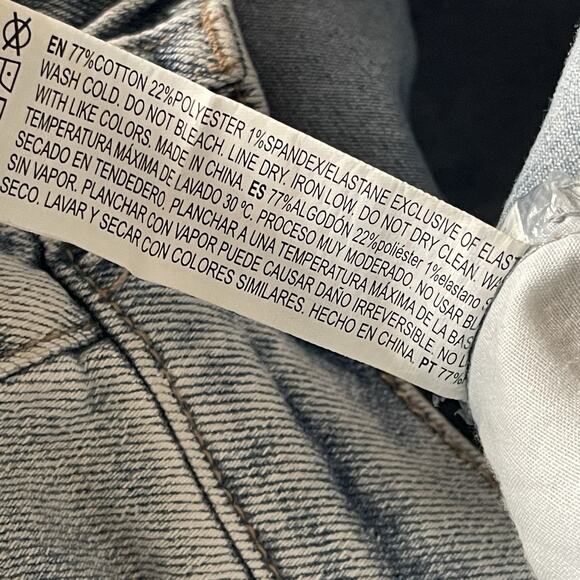 EN 77%COTTON 22%POLYESTER 1%SPANDEX/ELASTANE EXCLUSIVE OF ELAST
WASH COLD. DO NOT BLEACH. LINE DRY. IRON LOW. DO NOT DRY CLEAN. WA
WITH LIKE COLORS. MADE IN CHINA. ES 77%ALGODÓN 22%poliéster 1%elastano
TEMPERATURA MÁXIMA DE LAVADO 30 ºC. PROCESO MUY MODERADO. NO USAR BL
SECADO EN TENDEDERO. PLANCHAR A UNA TEMPERATURA MÁXIMA DE LA BAS
SIN VAPOR. PLANCHAR CON VAPOR PUEDE CAUSAR DAÑO IRREVERSIBLE. NO L
SECO. LAVAR Y SECAR CON COLORES SIMILARES. HECHO EN CHINA. PT 77%